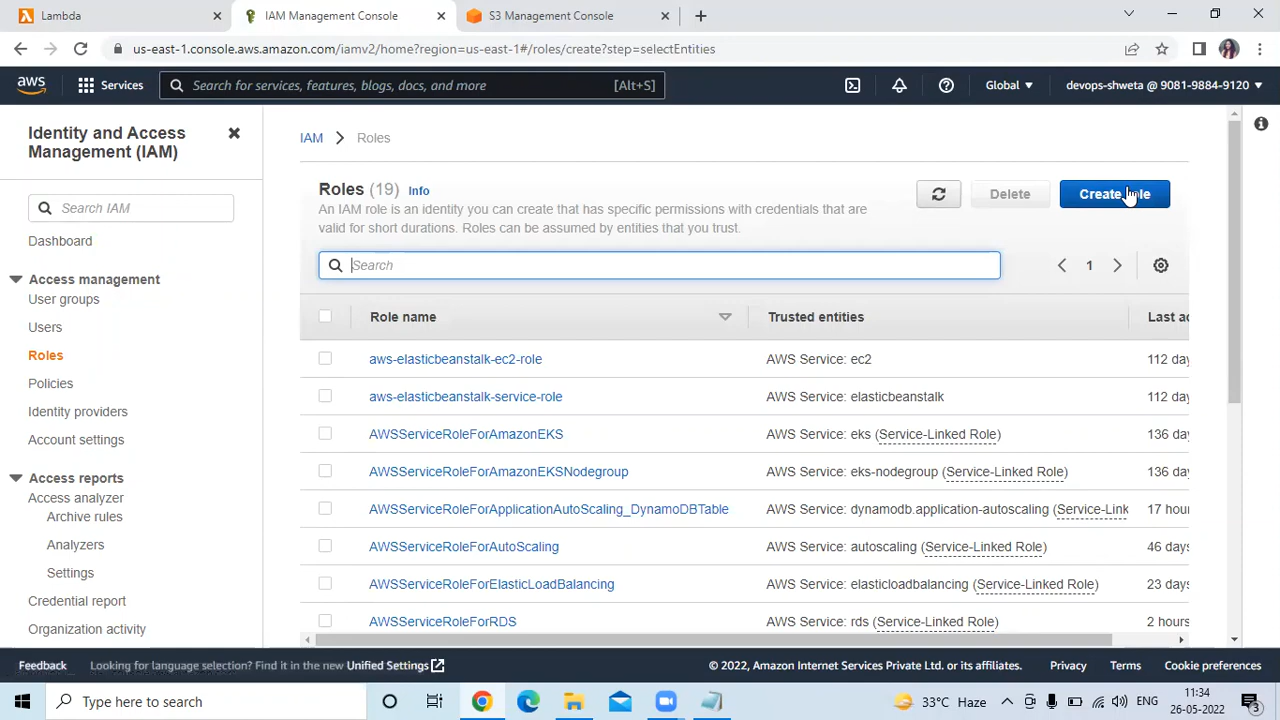 Lambda
IAM Management Console
S3 Management Console
us-east-1.console.aws.amazon.com/iamv2/home?region=us-east-1#/roles/create?step=selectEntities
aws
Services
Search for services, features, blogs, docs, and more
[Alt+S]
Global
devops-shweta @ 9081-9884-9120
Identity and Access
Management (IAM)
Search IAM
Dashboard
Access management
User groups
Users
Roles
Policies
Identity providers
Account settings
Access reports
Access analyzer
Archive rules
Analyzers
Settings
Credential report
Organization activity
IAM > Roles
Roles (19) Info
An IAM role is an identity you can create that has specific permissions with credentials that are
valid for short durations. Roles can be assumed by entities that you trust.
Delete
Create role
Search
1
Role name Trusted entities Last ac
aws-elasticbeanstalk-ec2-role AWS Service: ec2 112 day
aws-elasticbeanstalk-service-role AWS Service: elasticbeanstalk 112 day
AWSServiceRoleForAmazonEKS AWS Service: eks (Service-Linked Role) 136 day
AWSServiceRoleForAmazonEKSNodegroup AWS Service: eks-nodegroup (Service-Linked Role) 136 day
AWSServiceRoleForApplicationAutoScaling_DynamoDBTable AWS Service: dynamodb.application-autoscaling (Service-Link 17 hour
AWSServiceRoleForAutoScaling AWS Service: autoscaling (Service-Linked Role) 46 days
AWSServiceRoleForElasticLoadBalancing AWS Service: elasticloadbalancing (Service-Linked Role) 23 days
AWSServiceRoleForRDS AWS Service: rds (Service-Linked Role) 2 hours
Feedback
Looking for language selection? Find it in the new Unified Settings
© 2022, Amazon Internet Services Private Ltd. or its affiliates.
Privacy
Terms
Cookie preferences
Type here to search
33°C Haze
ENG
11:34
26-05-2022
3